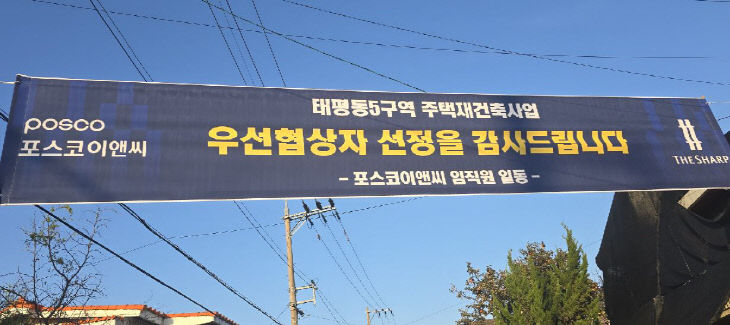 posco
포스코이앤씨
태평동5구역 주택재건축사업
우선협상자 선정을 감사드립니다
- 포스코이앤씨 임직원 일동 -
THE SHARP